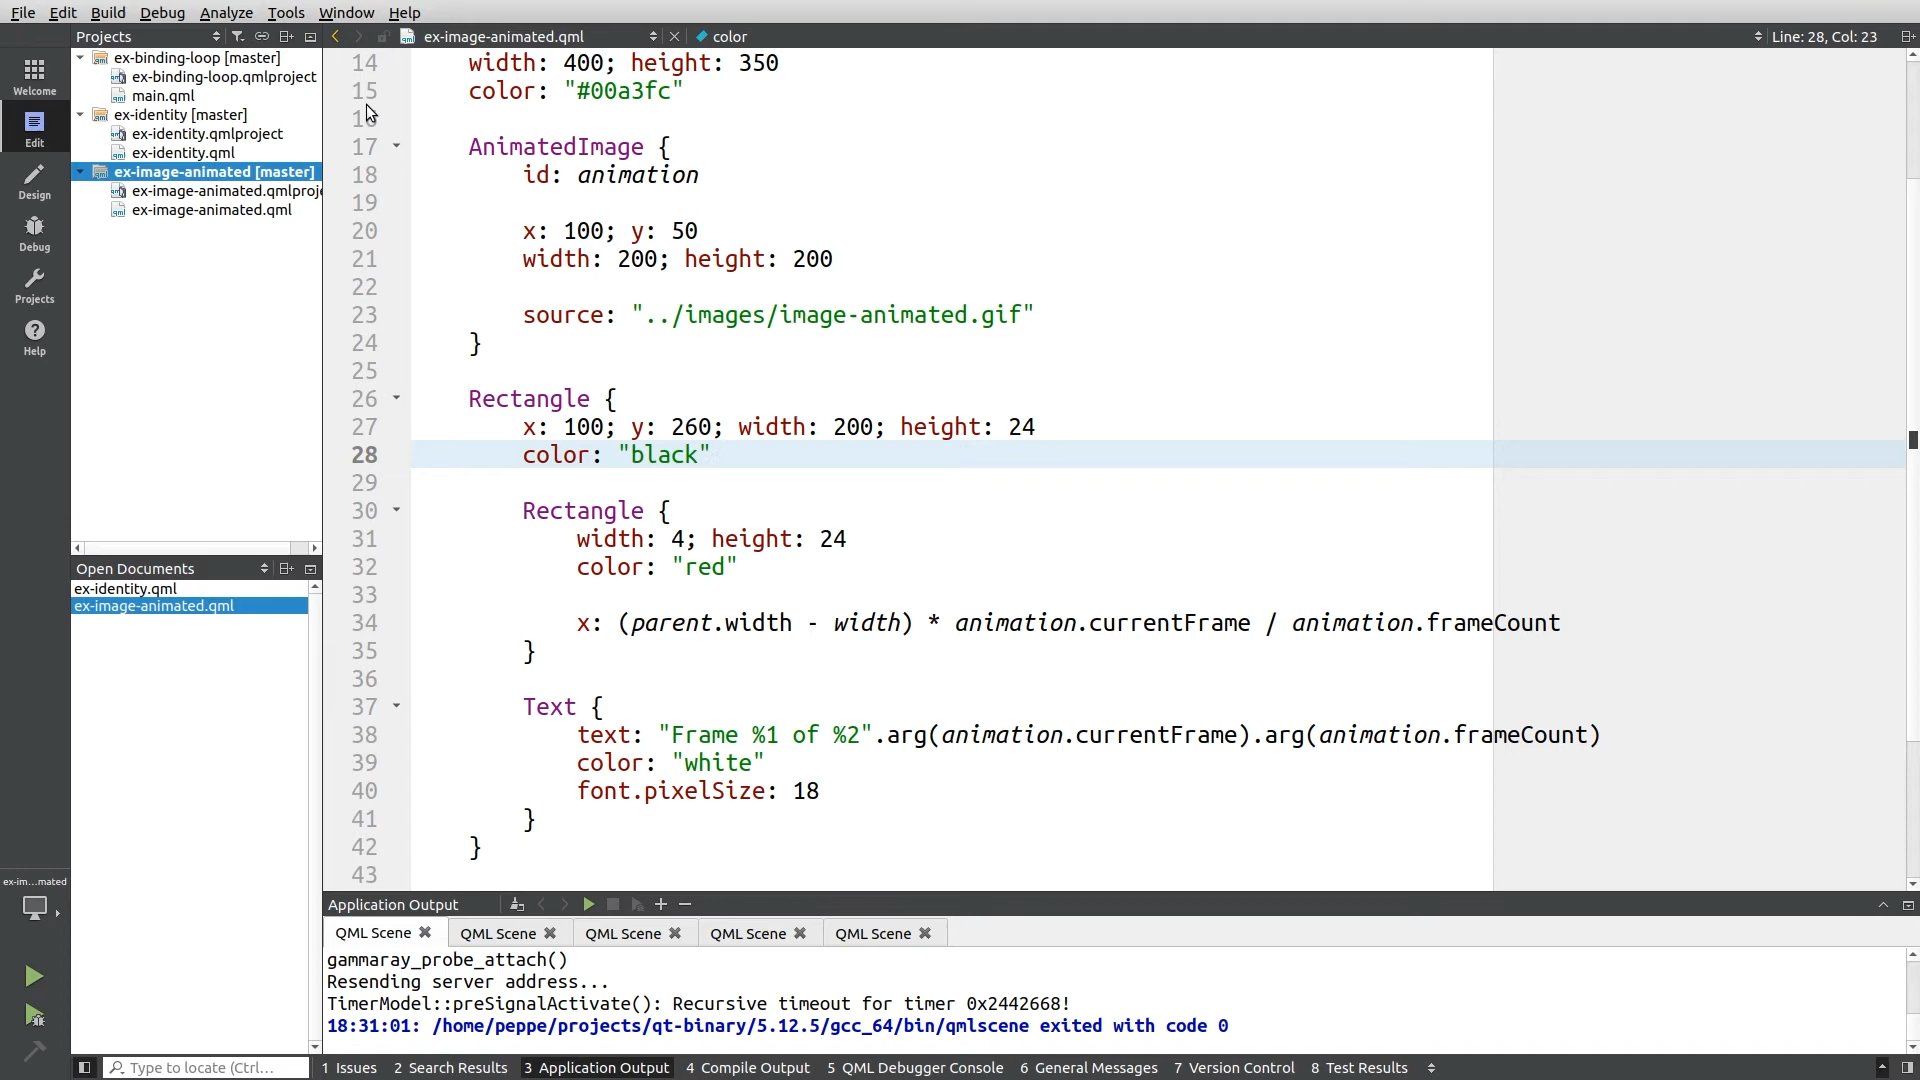 File Edit Build Debug Analyze Tools Window Help
Projects
ex-image-animated.qml
color
Line: 28, Col: 23
Welcome
Edit
Design
Debug
Projects
Help
ex-im...mated
ex-binding-loop [master]
ex-binding-loop.qmlproject
main.qml
ex-identity [master]
ex-identity.qmlproject
ex-identity.qml
ex-image-animated [master]
ex-image-animated.qmlproj
ex-image-animated.qml
Open Documents
ex-identity.qml
ex-image-animated.qml
14 width: 400; height: 350
15 color: "#00a3fc"
16
17 AnimatedImage {
18 id: animation
19
20 x: 100; y: 50
21 width: 200; height: 200
22
23 source: "../images/image-animated.gif"
24 }
25
26 Rectangle {
27 x: 100; y: 260; width: 200; height: 24
28 color: "black"
29
30 Rectangle {
31 width: 4; height: 24
32 color: "red"
33
34 x: (parent.width - width) * animation.currentFrame / animation.frameCount
35 }
36
37 Text {
38 text: "Frame %1 of %2".arg(animation.currentFrame).arg(animation.frameCount)
39 color: "white"
40 font.pixelSize: 18
41 }
42 }
43
Application Output
QML Scene QML Scene QML Scene QML Scene QML Scene
gammaray_probe_attach()
Resending server address...
TimerModel::preSignalActivate(): Recursive timeout for timer 0x2442668!
18:31:01: /home/peppe/projects/qt-binary/5.12.5/gcc_64/bin/qmlscene exited with code 0
Type to locate (Ctrl...
1 Issues 2 Search Results 3 Application Output 4 Compile Output 5 QML Debugger Console 6 General Messages 7 Version Control 8 Test Results